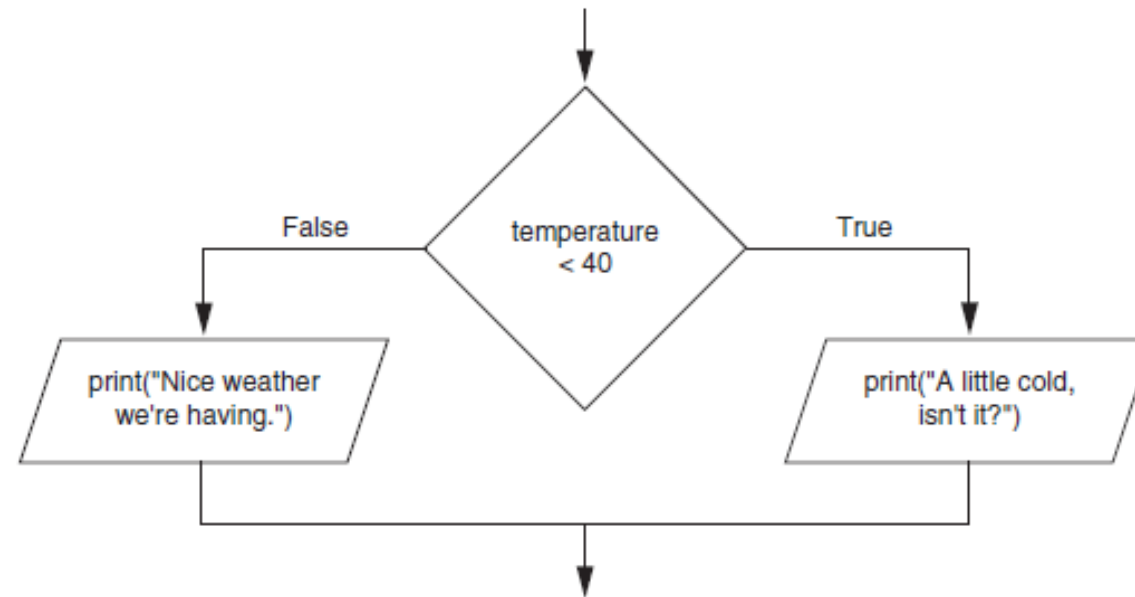 False
temperature
< 40
True
print("Nice weather
we're having.")
print("A little cold,
isn't it?")